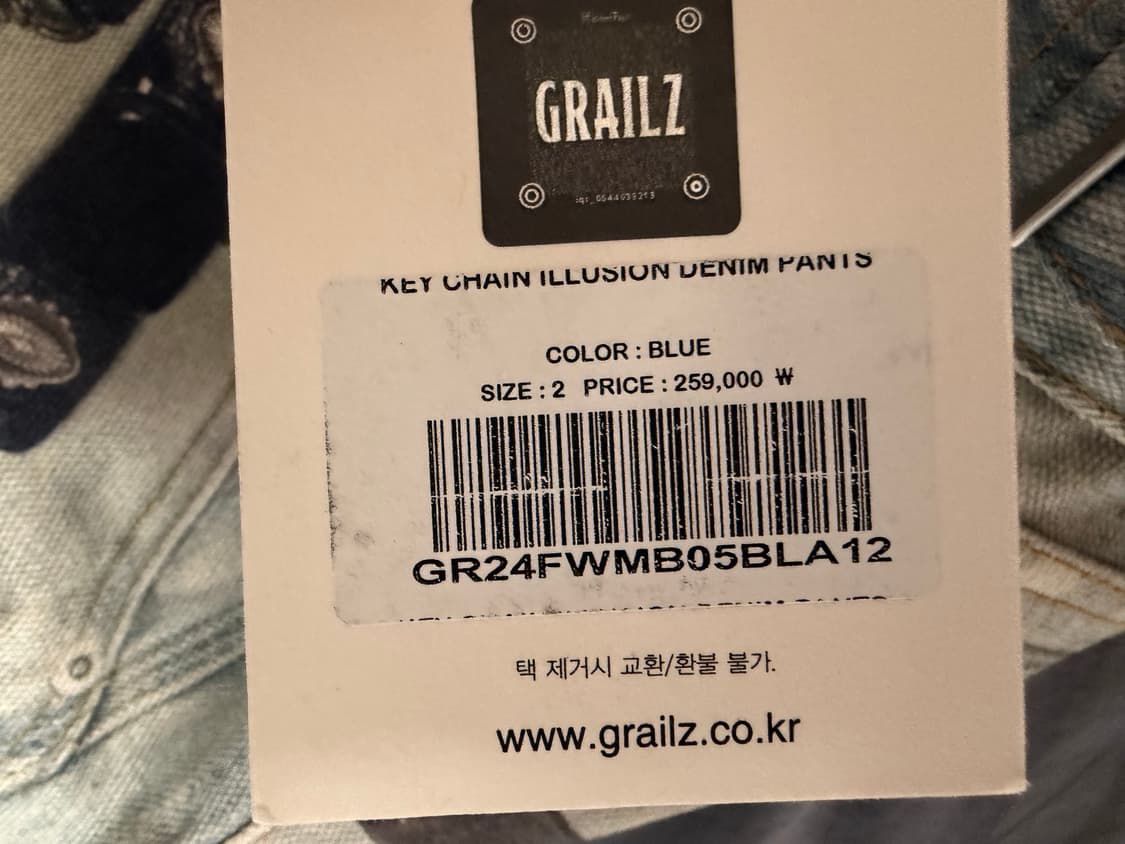 GRAILZ
KEY CHAIN ILLUSION DENIM PANTS
COLOR : BLUE
SIZE : 2 PRICE : 259,000 ₩
GR24FWMB05BLA12
택 제거시 교환/환불 불가.
www.grailz.co.kr